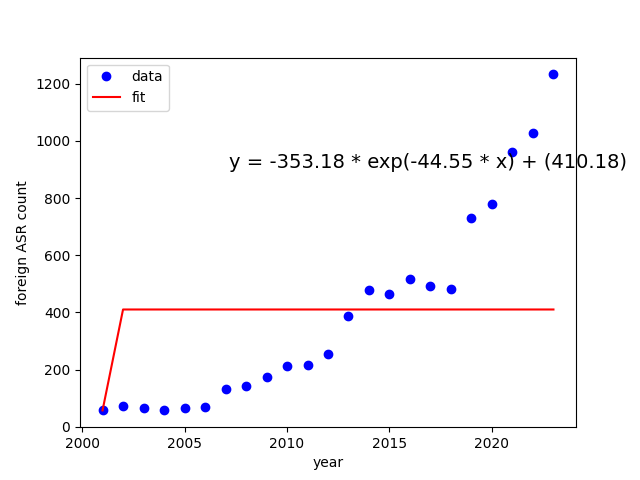 data
fit
y = -353.18 * exp(-44.55 * x) + (410.18)
foreign ASR count
1200
1000
800
600
400
200
0
2000
2005
2010
2015
2020
year